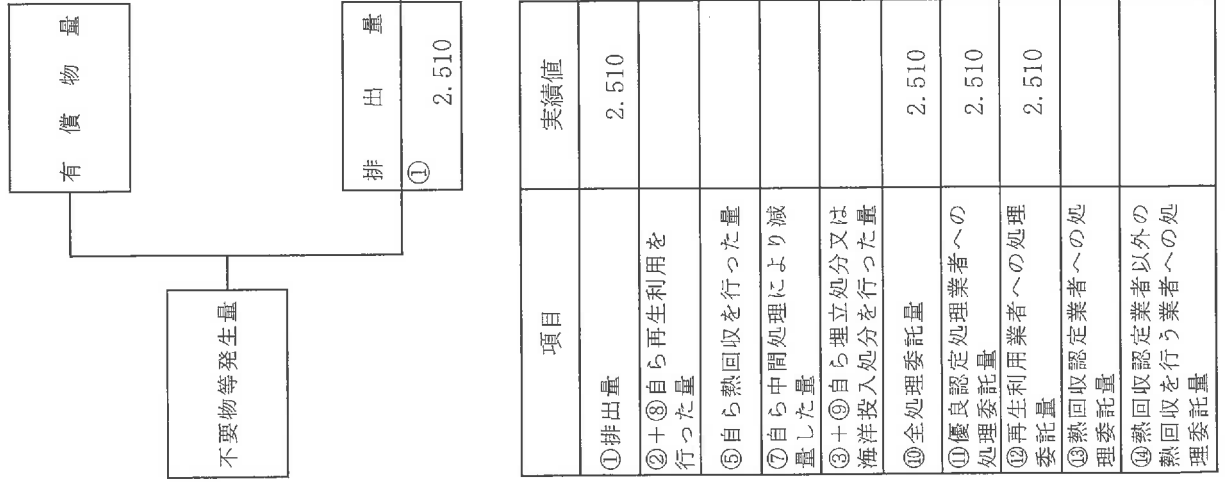 有償物量
不要物等発生量
排出量
①
2.510
項目
実績値
①排出量
2.510
②+⑧自ら再生利用を
行った量
⑤自ら熱回収を行った量
⑦自ら中間処理により減
量した量
③+⑨自ら埋立処分又は
海洋投入処分を行った量
⑩全処理委託量
2.510
⑪優良認定処理業者への
処理委託量
2.510
⑫再生利用業者への処理
委託量
2.510
⑬熱回収認定業者への処
理委託量
⑭熱回収認定業者以外の
熱回収を行う業者への処
理委託量